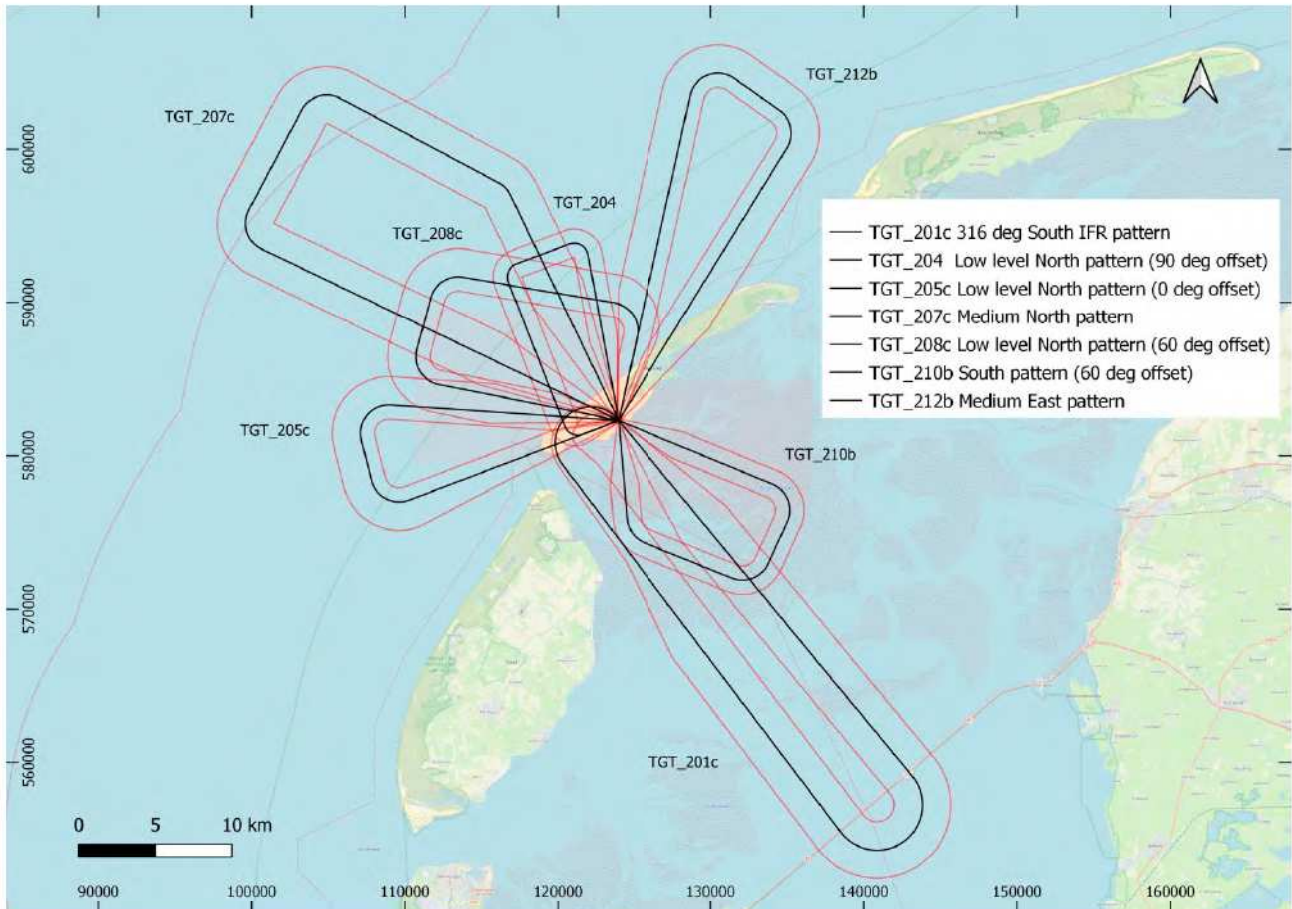 TGT_212b
TGT_207c
600000
TGT_204
TGT_208c
TGT_201c 316 deg South IFR pattern
TGT_204 Low level North pattern (90 deg offset)
TGT_205c Low level North pattern (0 deg offset)
TGT_207c Medium North pattern
TGT_208c Low level North pattern (60 deg offset)
TGT_210b South pattern (60 deg offset)
TGT_212b Medium East pattern
590000
TGT_205c
TGT_210b
580000
570000
TGT_201c
560000
0 5 10 km
90000 100000 110000 120000 130000 140000 150000 160000